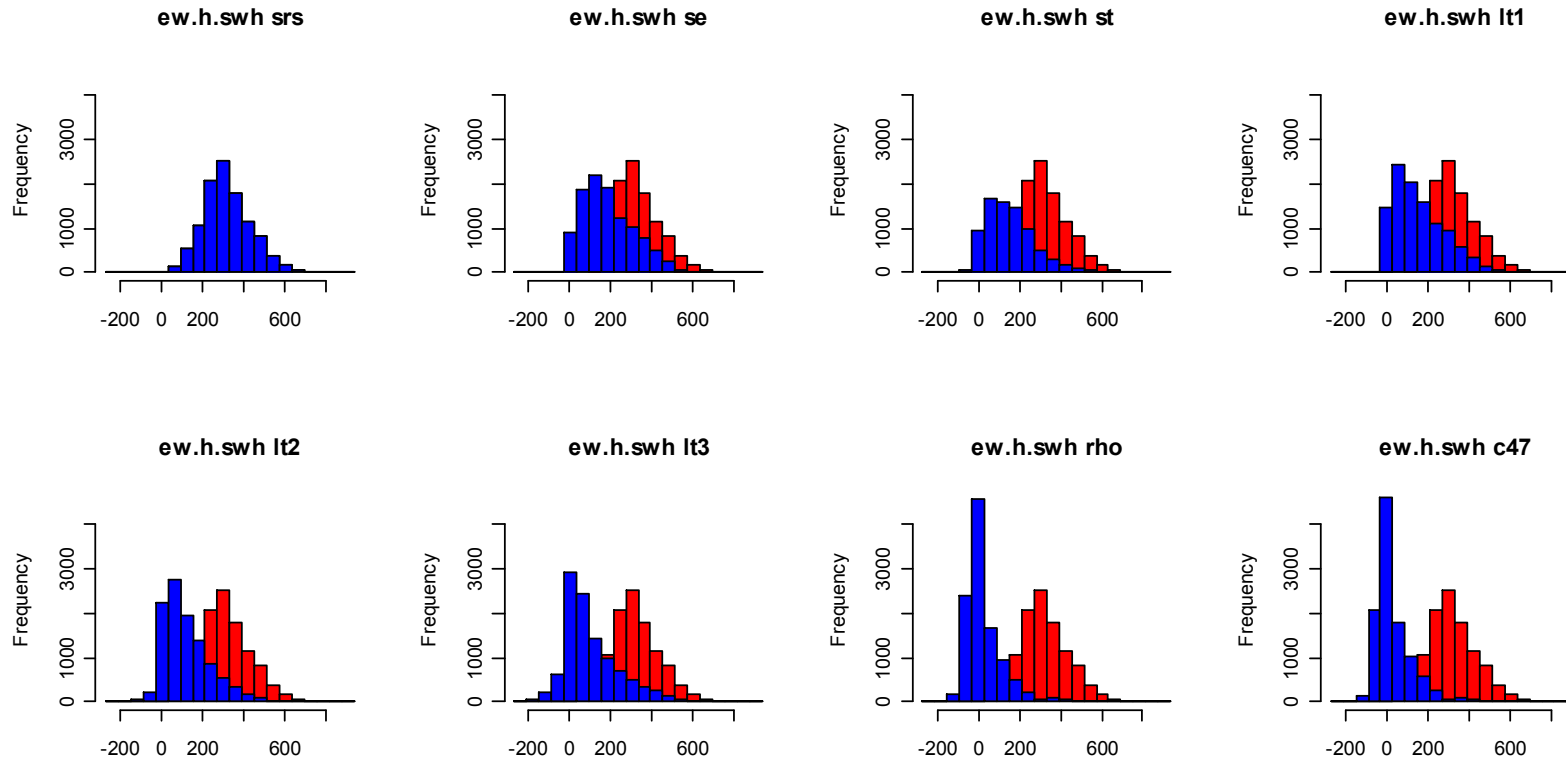 ew.h.swh srs
ew.h.swh se
ew.h.swh st
ew.h.swh lt1
Frequency
0 1000 3000
-200 0 200 600
Frequency
0 1000 3000
-200 0 200 600
Frequency
0 1000 3000
-200 0 200 600
Frequency
0 1000 3000
-200 0 200 600
ew.h.swh lt2
ew.h.swh lt3
ew.h.swh rho
ew.h.swh c47
Frequency
0 1000 3000
-200 0 200 600
Frequency
0 1000 3000
-200 0 200 600
Frequency
0 1000 3000
-200 0 200 600
Frequency
0 1000 3000
-200 0 200 600